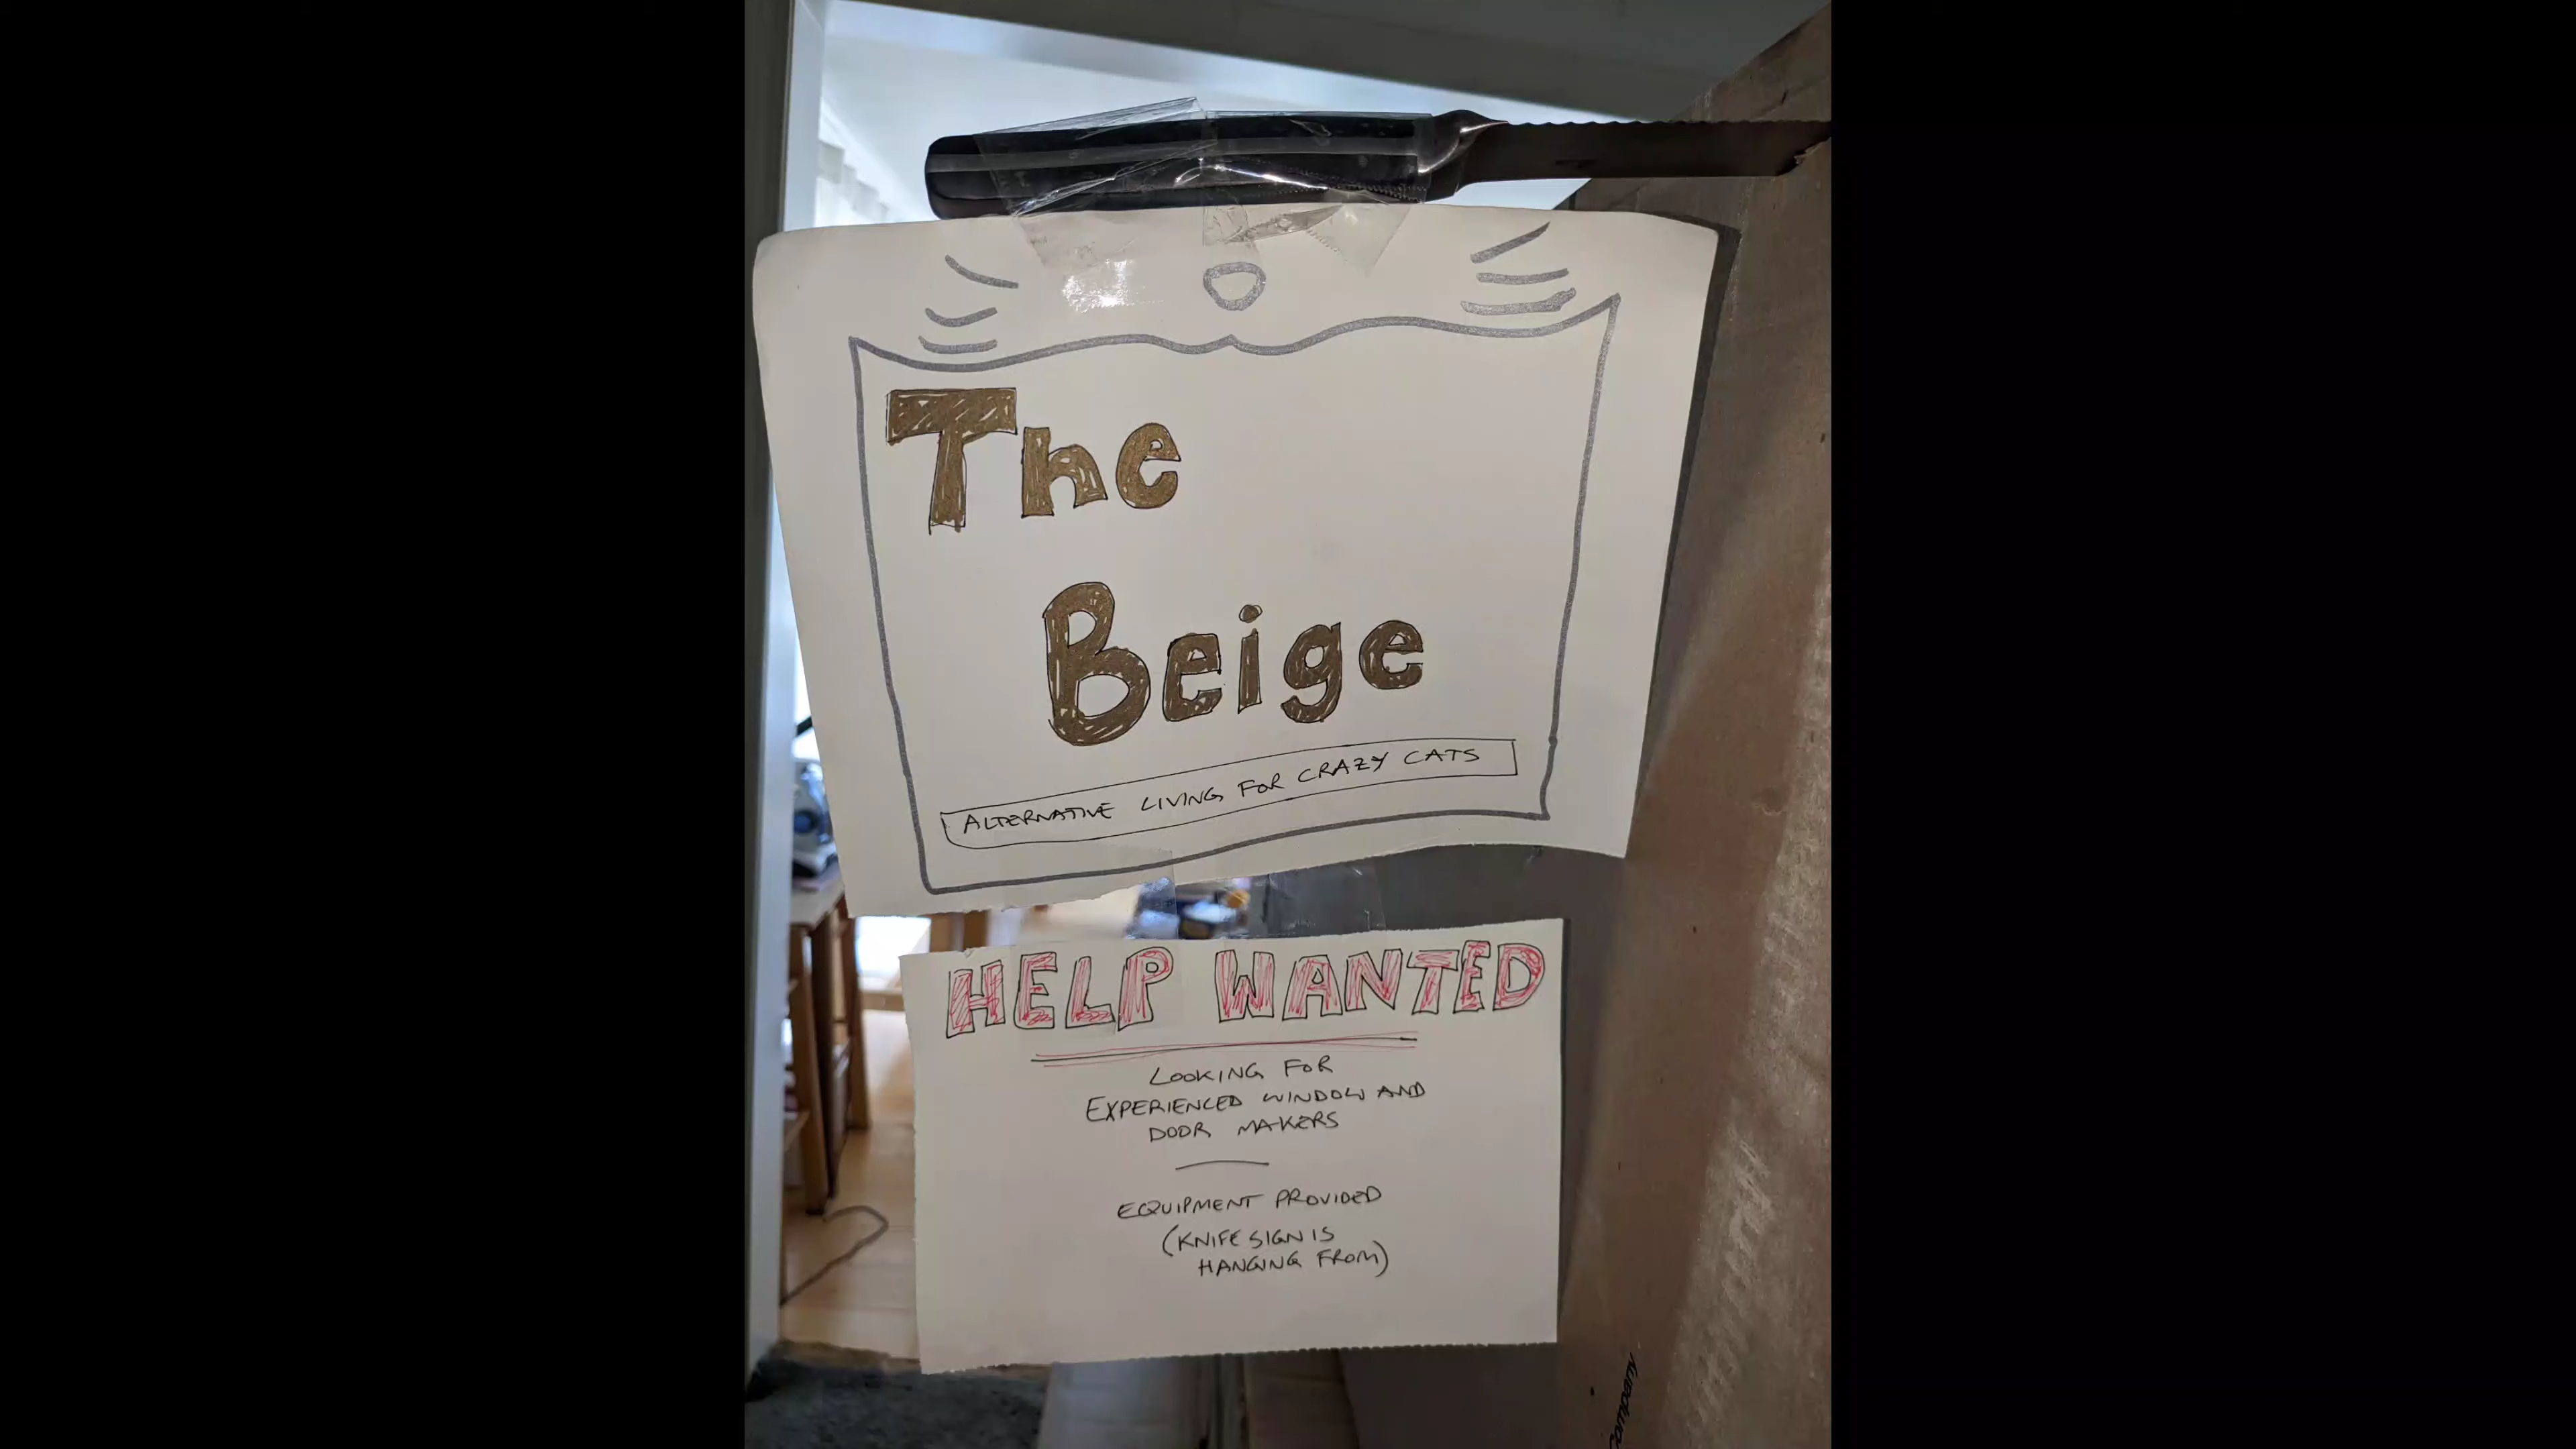 The
Beige
ALTERNATIVE LIVING FOR CRAZY CATS
HELP WANTED
LOOKING FOR
EXPERIENCED WINDOW AND
DOOR MAKERS
EQUIPMENT PROVIDED
(KNIFE SIGN IS
HANGING FROM)
Company